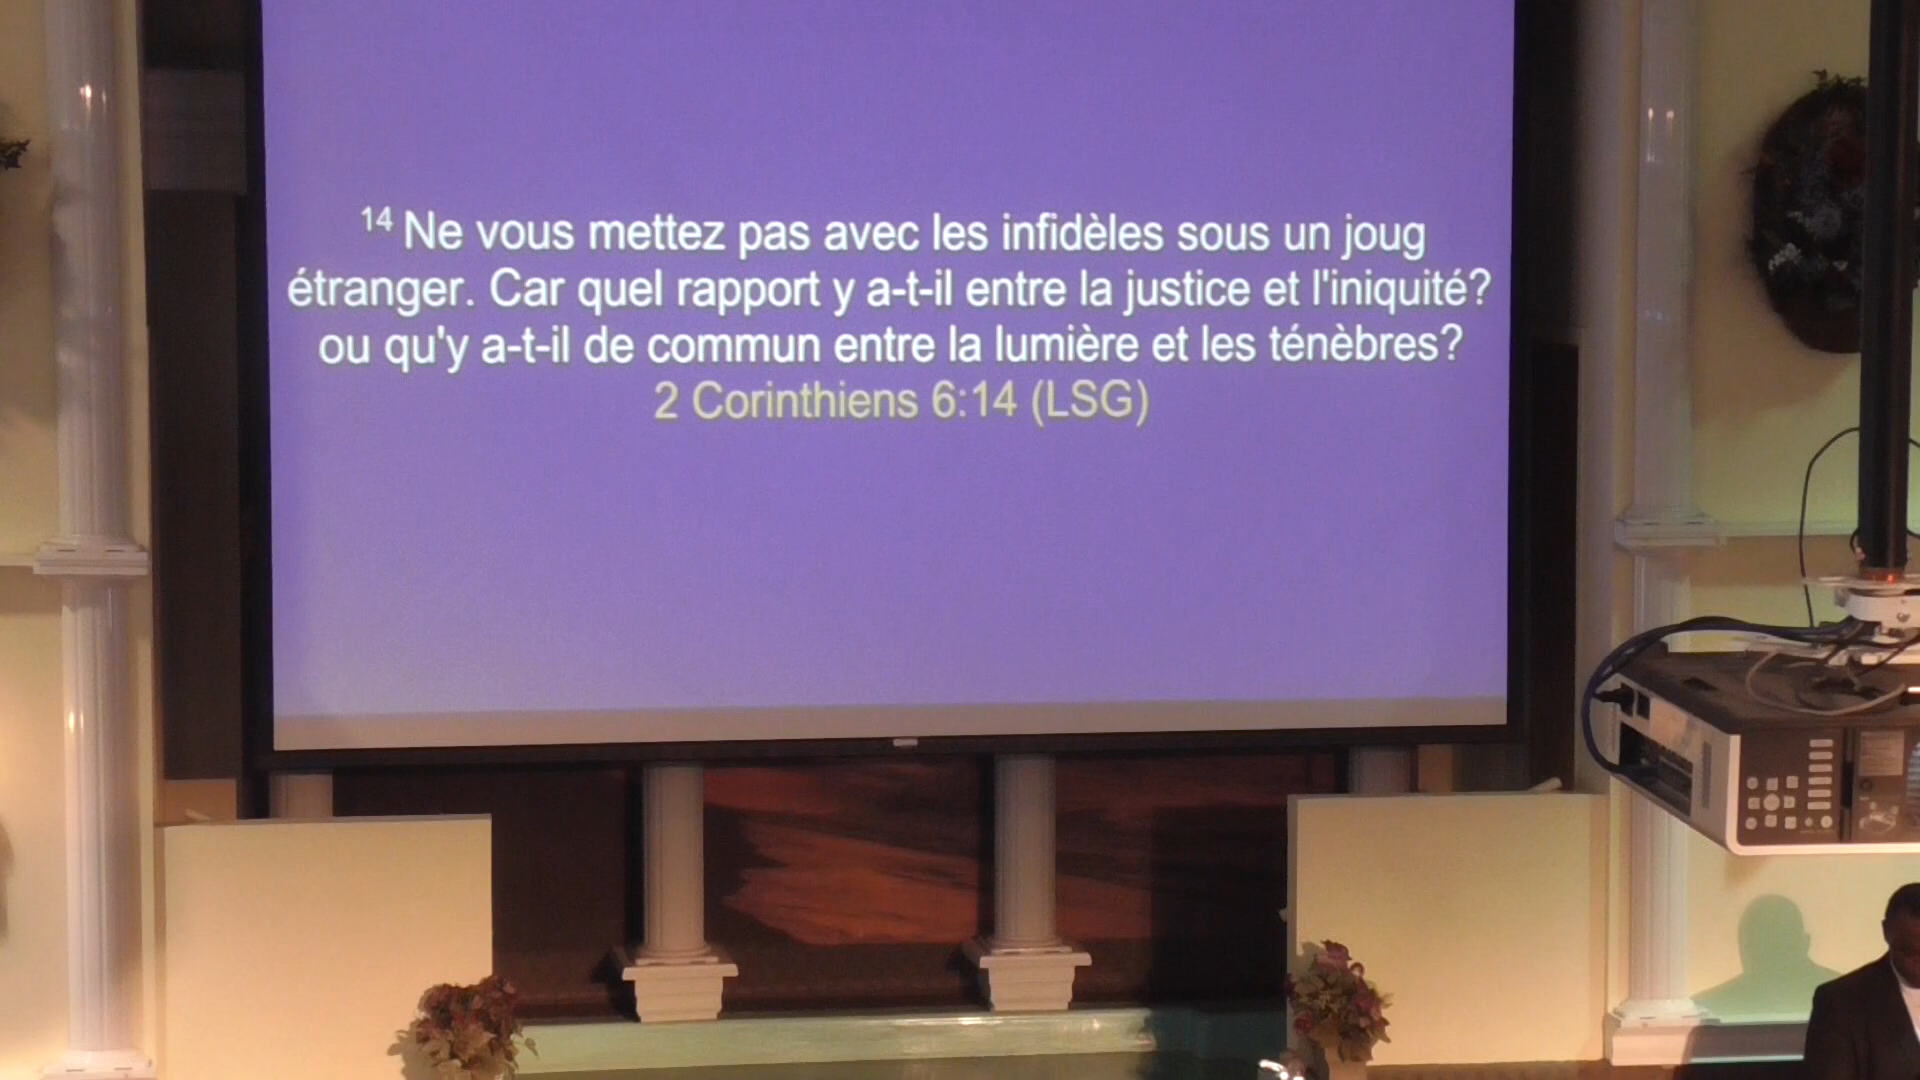 14 Ne vous mettez pas avec les infidèles sous un joug
étranger. Car quel rapport y a-t-il entre la justice et l'iniquité?
ou qu'y a-t-il de commun entre la lumière et les ténèbres?
2 Corinthiens 6:14 (LSG)